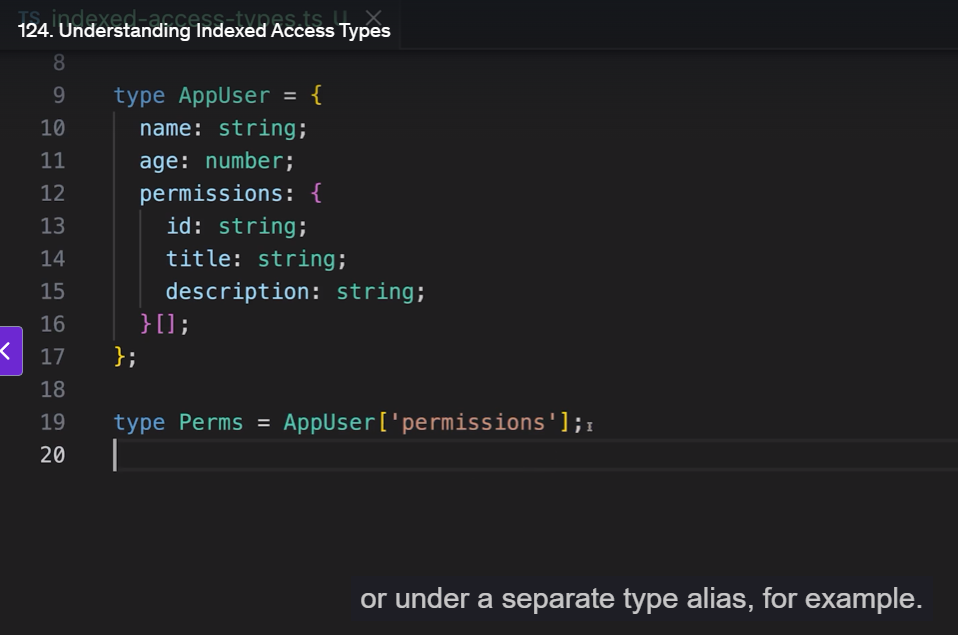 TS indexed-access-types.ts U
124. Understanding Indexed Access Types
8
9 type AppUser = {
10 name: string;
11 age: number;
12 permissions: {
13 id: string;
14 title: string;
15 description: string;
16 }[];
17 };
18
19 type Perms = AppUser['permissions'];
20
or under a separate type alias, for example.